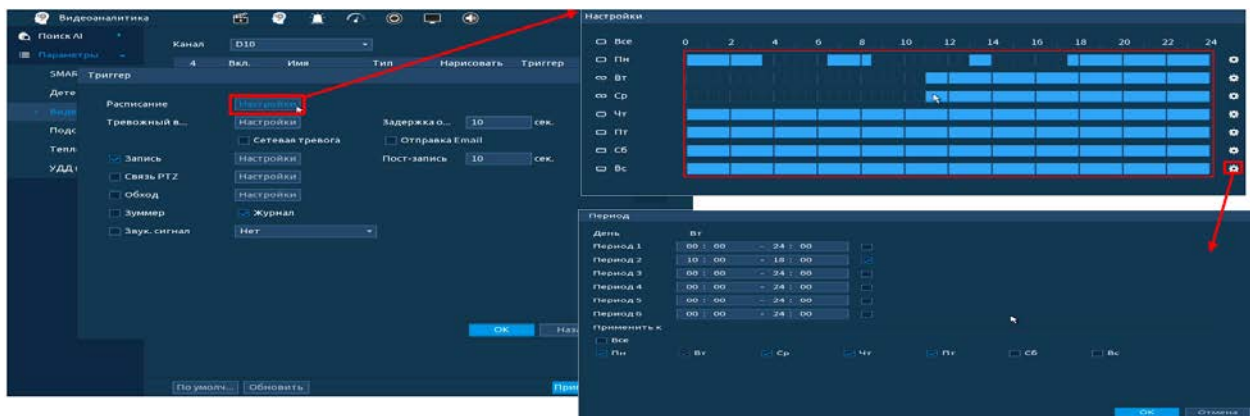 Видеоаналитика
Поиск AI
Параметры
SMAR
Дете
Виде
Подс
Тепл
УДД
Канал D10
4 Вкл. Имя Тип Нарисовать Триггер
Триггер
Расписание Настройки
Тревожный в... Настройки Задержка о... 10 сек.
Сетевая тревога Отправка Email
Запись Настройки Пост-запись 10 сек.
Связь PTZ Настройки
Обход Настройки
Зуммер Журнал
Звук. сигнал Нет
OK Наза
По умолч... Обновить При
Настройки
Все 0 2 4 6 8 10 12 14 16 18 20 22 24
Пн
Вт
Ср
Чт
Пт
Сб
Вс
Период
День Вт
Период 1 00 : 00 - 24 : 00
Период 2 10 : 00 - 18 : 00
Период 3 00 : 00 - 24 : 00
Период 4 00 : 00 - 24 : 00
Период 5 00 : 00 - 24 : 00
Период 6 00 : 00 - 24 : 00
Применить к
Все
Пн Вт Ср Чт Пт Сб Вс
OK Отмена